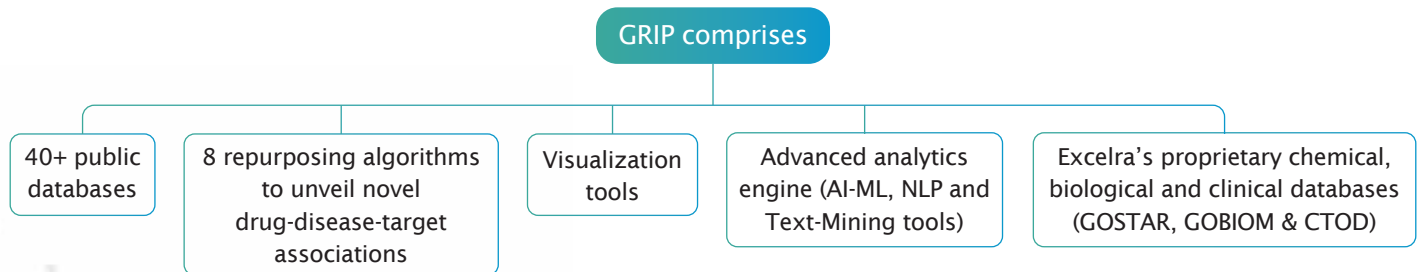 GRIP comprises
40+ public
databases
8 repurposing algorithms
to unveil novel
drug-disease-target
associations
Visualization
tools
Advanced analytics
engine (AI-ML, NLP and
Text-Mining tools)
Excelra’s proprietary chemical,
biological and clinical databases
(GOSTAR, GOBIOM & CTOD)